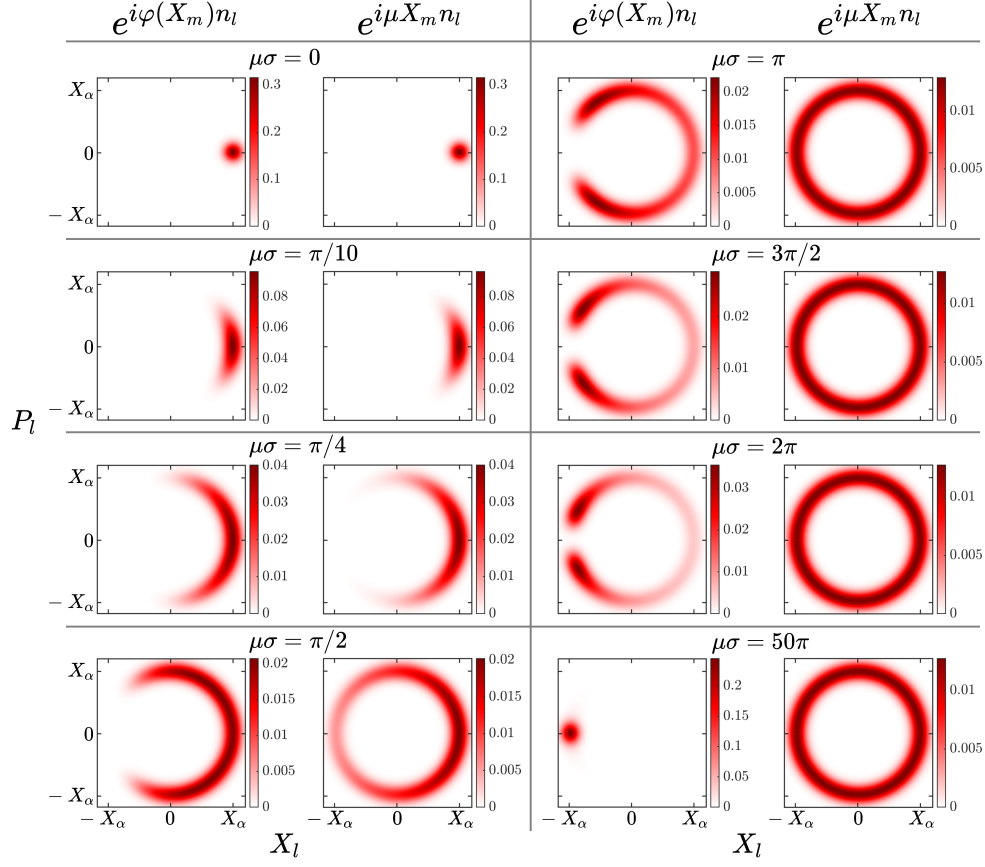 e^{iφ(X_m)n_l} e^{iμX_m n_l} e^{iφ(X_m)n_l} e^{iμX_m n_l}
μσ = 0 μσ = π
X_α 0.3 0.3 0.02
0.2 0.2 0.015 0.01
0 0.01
0.1 0.1 0.005 0.005
− X_α 0 0 0 0
μσ = π/10 μσ = 3π/2
X_α 0.08 0.08 0.01
0.06 0.06 0.02
0 0.04 0.04 0.01 0.005
0.02 0.02
− X_α 0 0 0 0
P_l
μσ = π/4 μσ = 2π
X_α 0.04 0.04 0.03 0.01
0.03 0.03
0 0.02 0.02 0.02 0.005
0.01 0.01 0.01
− X_α 0 0 0 0
μσ = π/2 μσ = 50π
X_α 0.02 0.02 0.2 0.01
0.015 0.015 0.15
0 0.01 0.01 0.1 0.005
0.005 0.005 0.05
− X_α 0 0 0 0
− X_α 0 X_α − X_α 0 X_α − X_α 0 X_α − X_α 0 X_α
X_l X_l